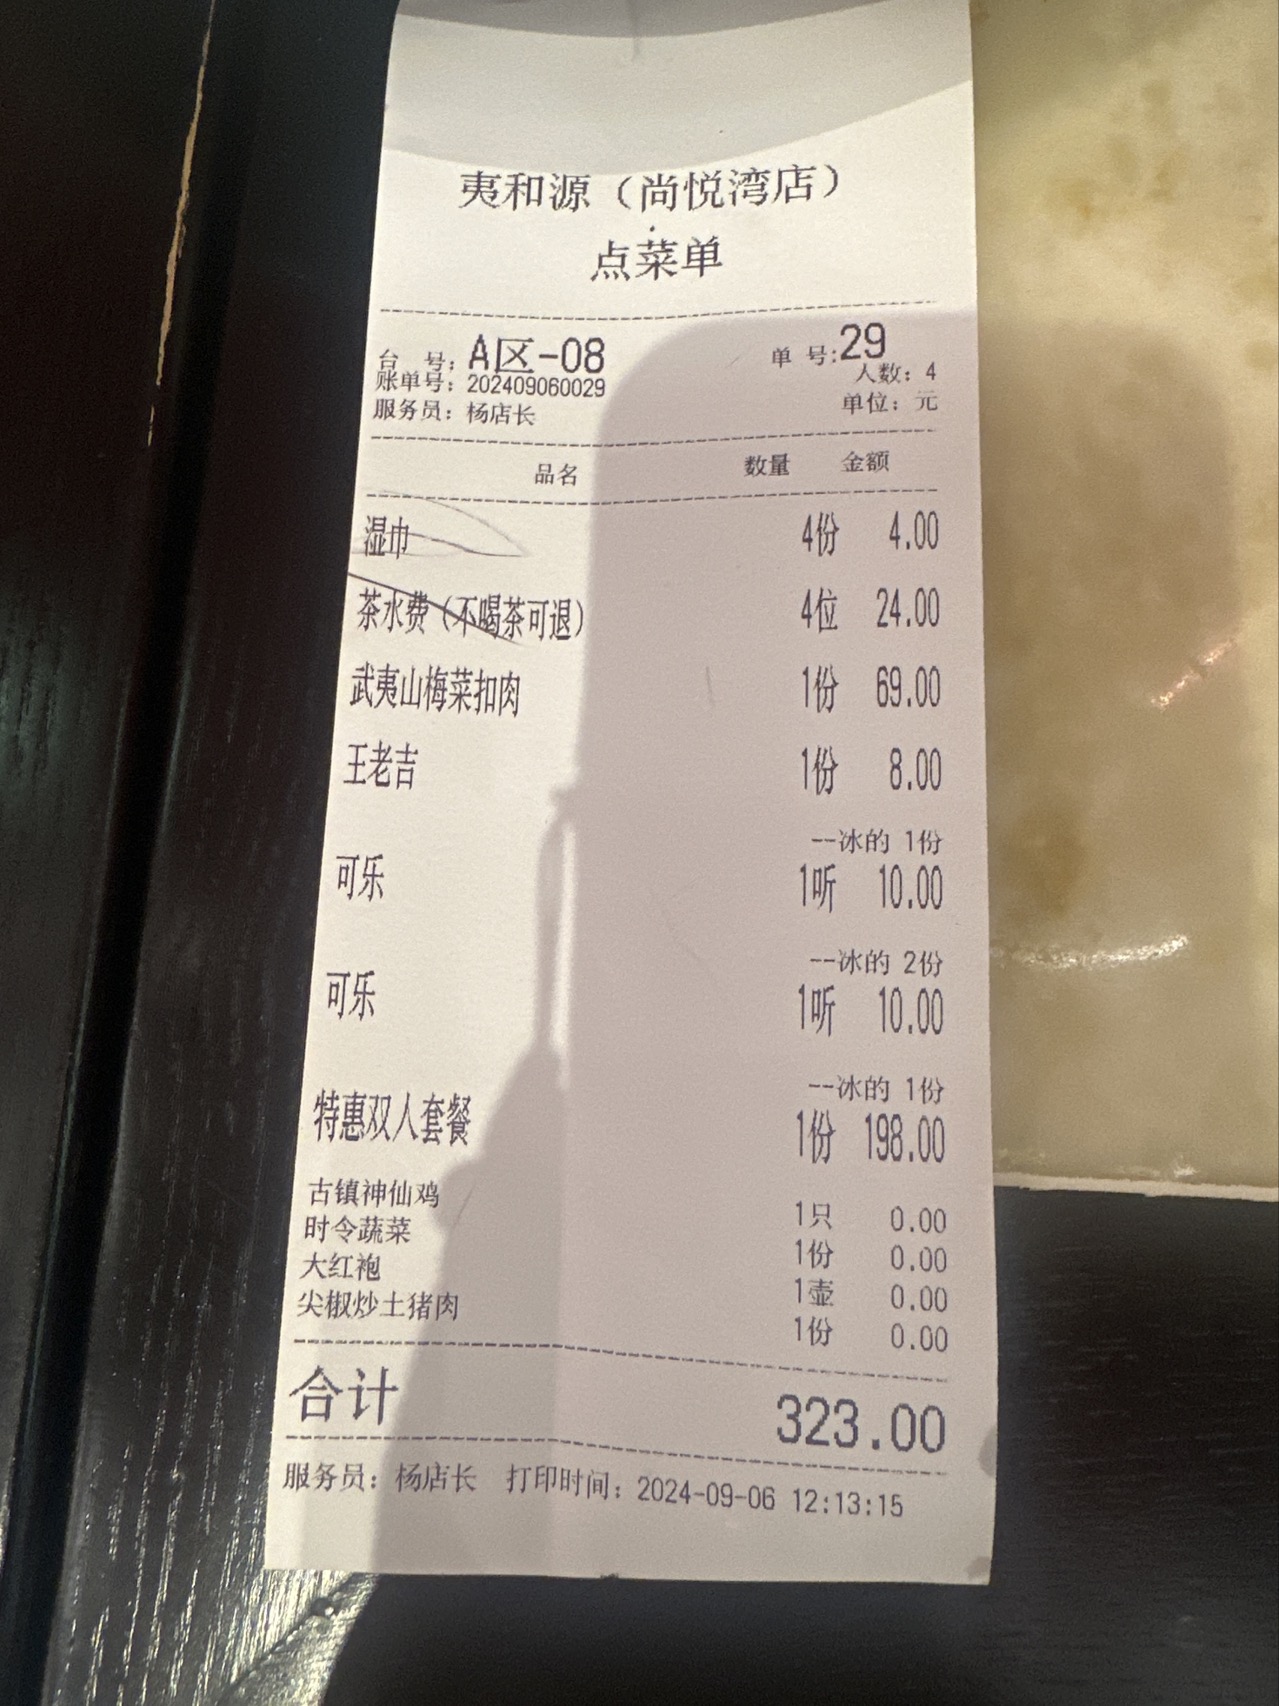 夷和源（尚悦湾店）
点菜单
台 号：A区-08 单 号：29
账单号：202409060029 人数：4
服务员：杨店长 单位：元
品名 数量 金额
湿巾 4份 4.00
茶水费（不喝茶可退） 4位 24.00
武夷山梅菜扣肉 1份 69.00
王老吉 1份 8.00
--冰的 1份
可乐 1听 10.00
--冰的 2份
可乐 1听 10.00
--冰的 1份
特惠双人套餐 1份 198.00
古镇神仙鸡 1只 0.00
时令蔬菜 1份 0.00
大红袍 1壶 0.00
尖椒炒土猪肉 1份 0.00
合计 323.00
服务员：杨店长 打印时间：2024-09-06 12:13:15